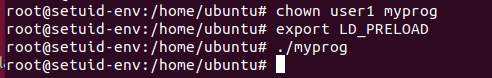 root@setuid-env:/home/ubuntu# chown user1 myprog
root@setuid-env:/home/ubuntu# export LD_PRELOAD
root@setuid-env:/home/ubuntu# ./myprog
root@setuid-env:/home/ubuntu#